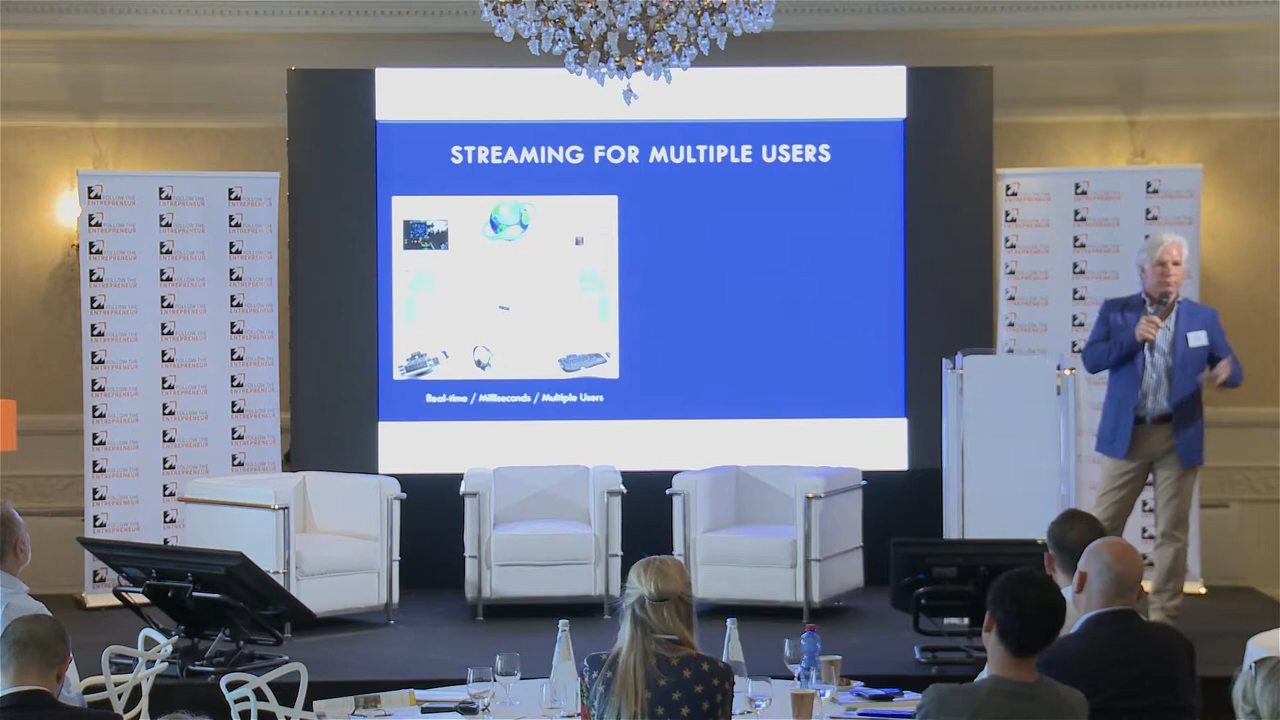 STREAMING FOR MULTIPLE USERS
Real-time / Milliseconds / Multiple Users
FOLLOW THE
ENTREPRENEUR